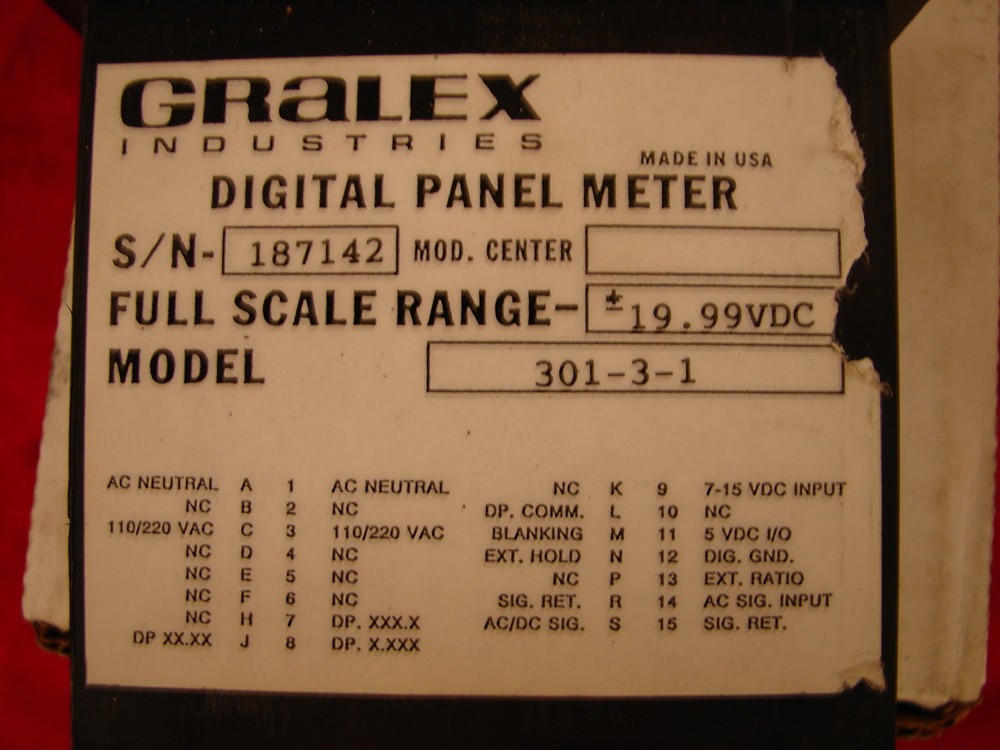 GRaLEX
INDUSTRIES
MADE IN USA
DIGITAL PANEL METER
S/N- 187142 MOD. CENTER
FULL SCALE RANGE- ±19.99VDC
MODEL 301-3-1
AC NEUTRAL A 1 AC NEUTRAL NC K 9 7-15 VDC INPUT
NC B 2 NC DP. COMM. L 10 NC
110/220 VAC C 3 110/220 VAC BLANKING M 11 5 VDC I/O
NC D 4 NC EXT. HOLD N 12 DIG. GND.
NC E 5 NC NC P 13 EXT. RATIO
NC F 6 NC SIG. RET. R 14 AC SIG. INPUT
NC H 7 DP. XXX.X AC/DC SIG. S 15 SIG. RET.
DP XX.XX J 8 DP. X.XXX